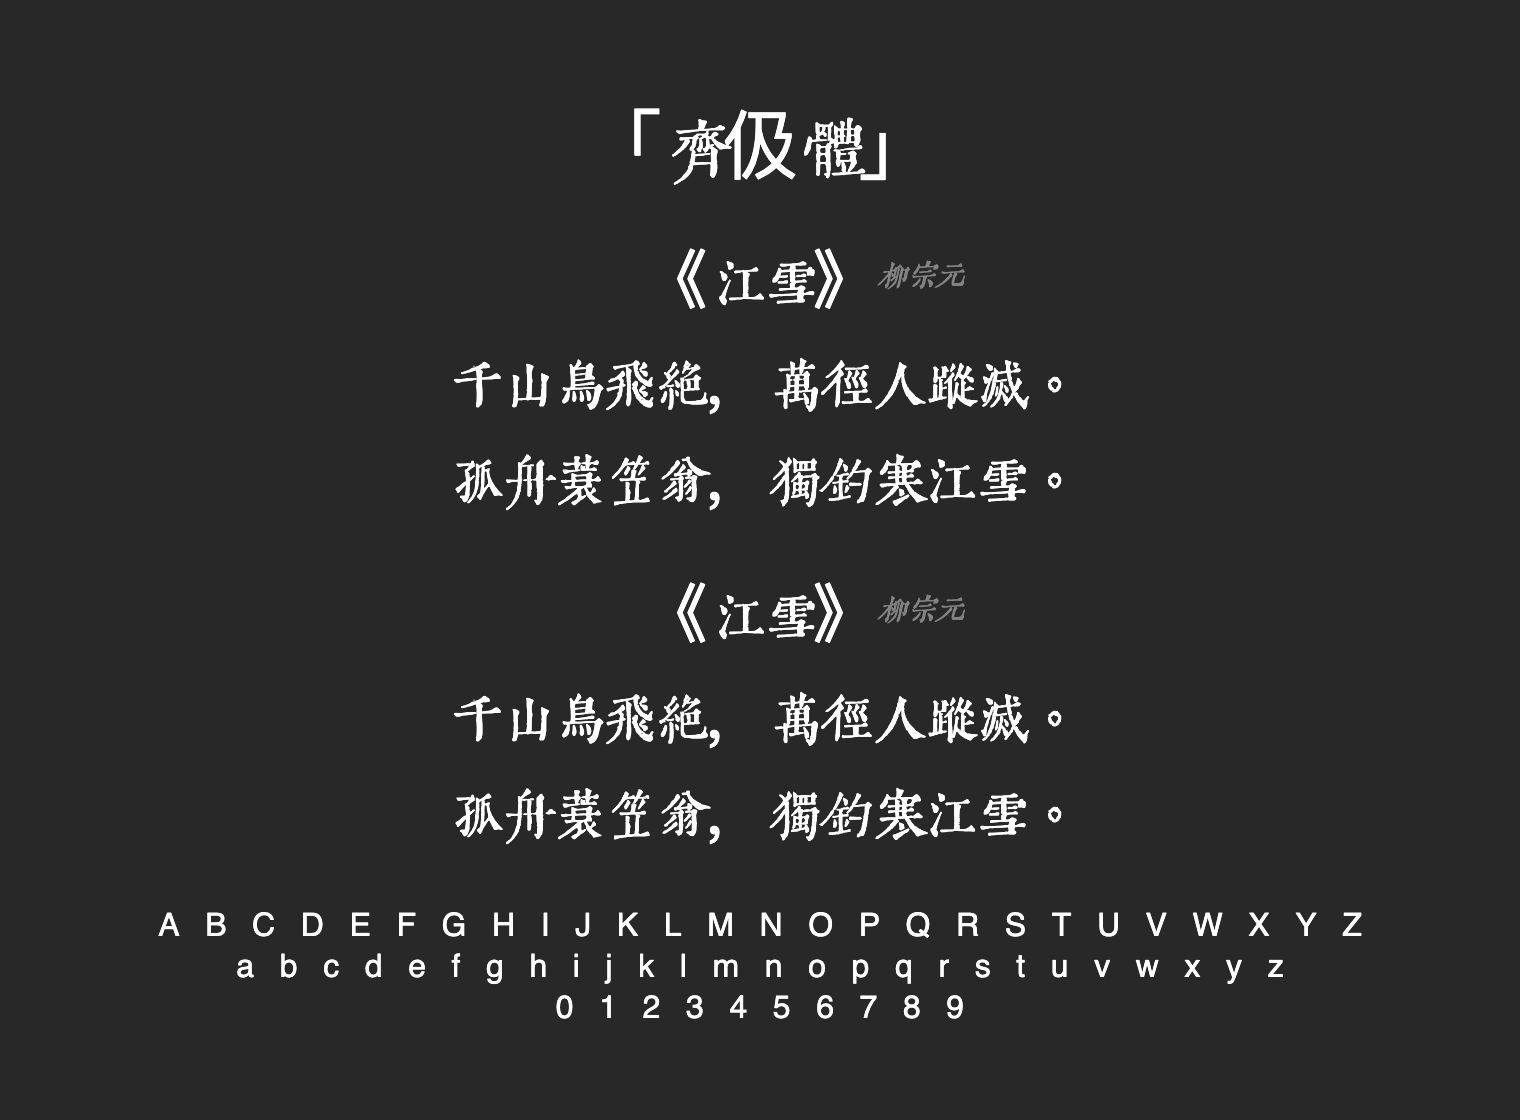 「齊伋體」
《江雪》 柳宗元
千山鳥飛絕， 萬徑人蹤滅。
孤舟蓑笠翁， 獨釣寒江雪。
《江雪》 柳宗元
千山鳥飛絕， 萬徑人蹤滅。
孤舟蓑笠翁， 獨釣寒江雪。
A B C D E F G H I J K L M N O P Q R S T U V W X Y Z
a b c d e f g h i j k l m n o p q r s t u v w x y z
0 1 2 3 4 5 6 7 8 9